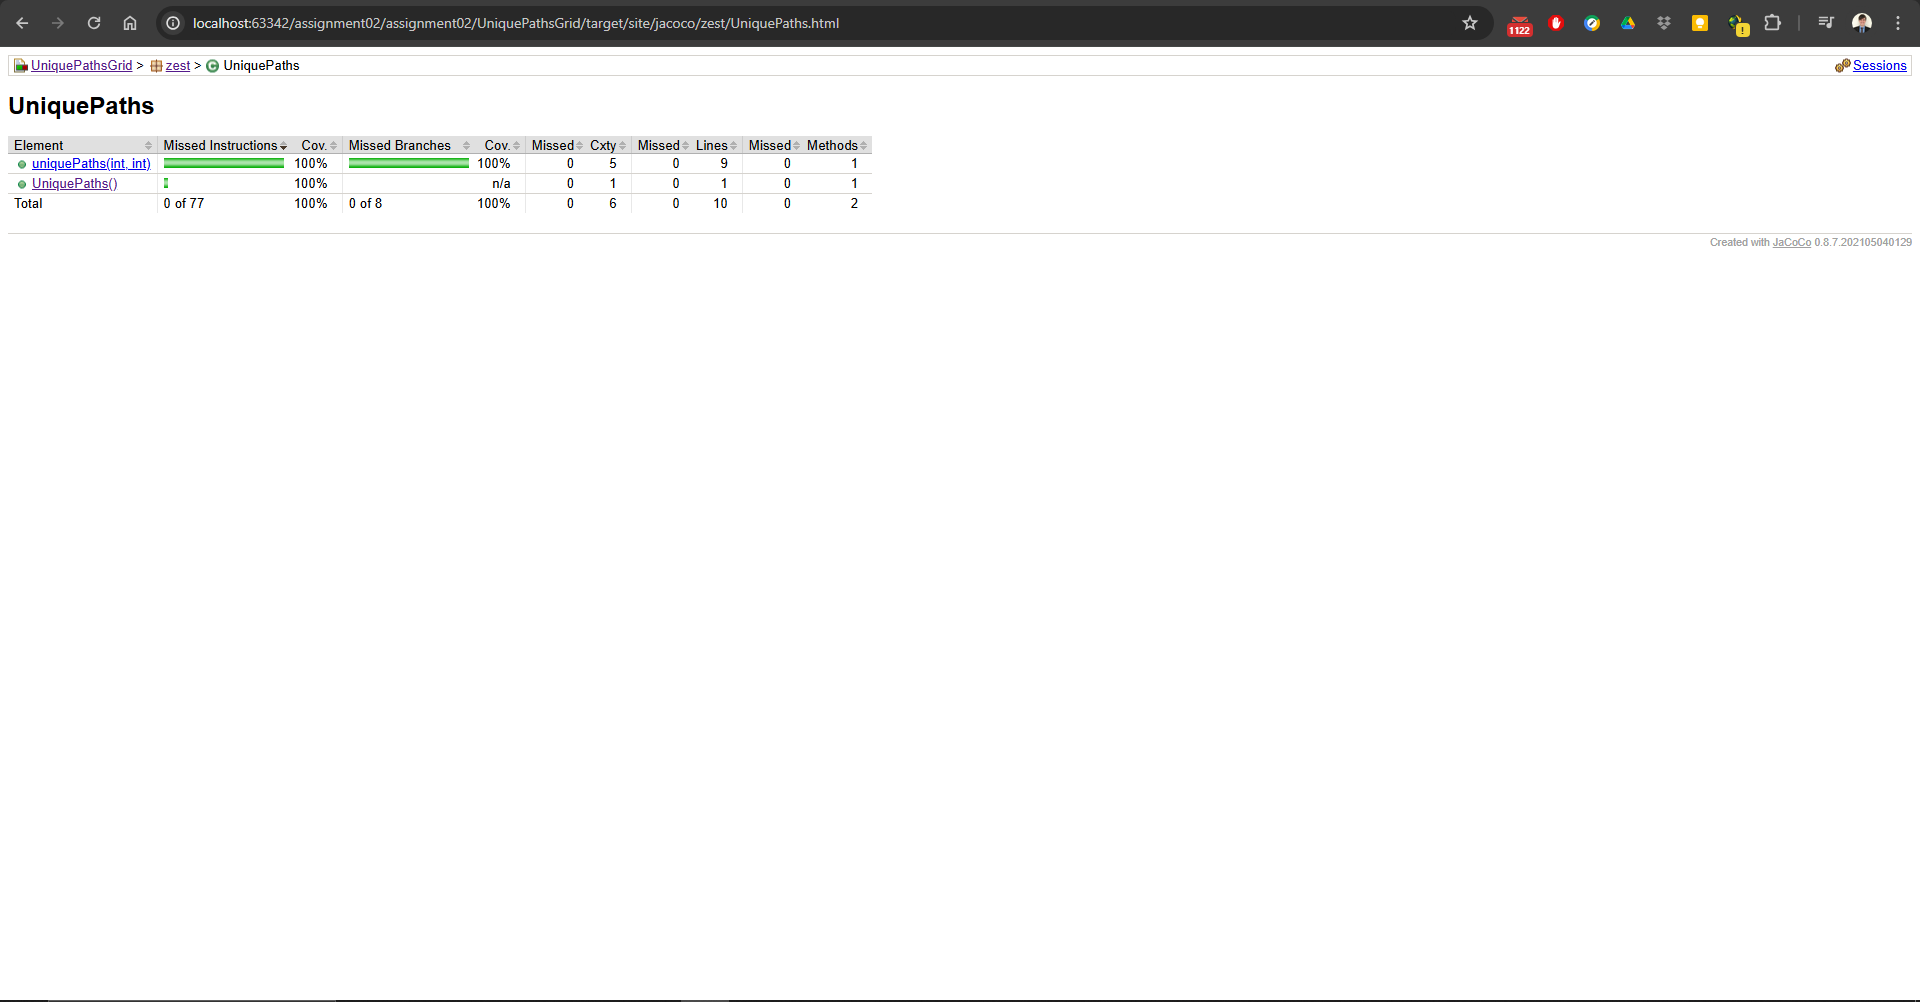 localhost:63342/assignment02/assignment02/UniquePathsGrid/target/site/jacoco/zest/UniquePaths.html
1122
!
UniquePathsGrid > zest > UniquePaths Sessions
UniquePaths
Element Missed Instructions Cov. Missed Branches Cov. Missed Cxty Missed Lines Missed Methods
uniquePaths(int, int) 100% 100% 0 5 0 9 0 1
UniquePaths() 100% n/a 0 1 0 1 0 1
Total 0 of 77 100% 0 of 8 100% 0 6 0 10 0 2
Created with JaCoCo 0.8.7.202105040129